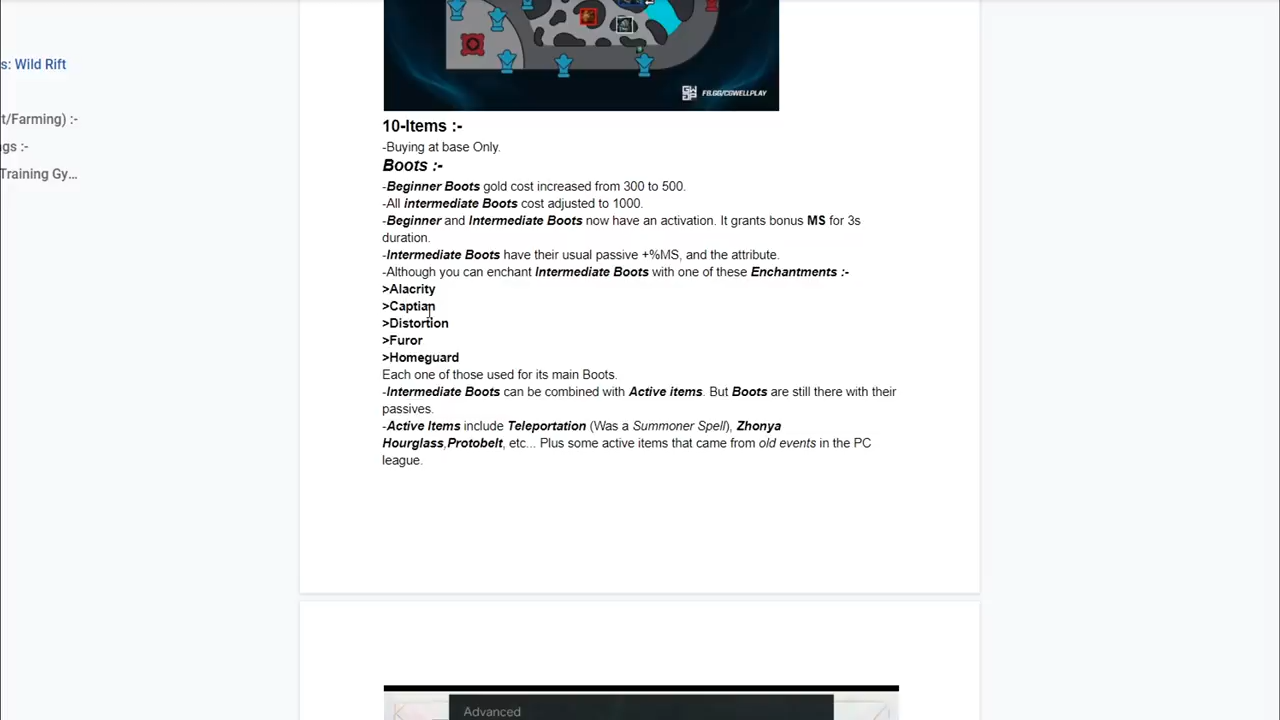 s: Wild Rift
t/Farming) :-
ngs :-
Training Gy...
FB.GG/CGWELLPLAY
10-Items :-
-Buying at base Only.
Boots :-
-Beginner Boots gold cost increased from 300 to 500.
-All intermediate Boots cost adjusted to 1000.
-Beginner and Intermediate Boots now have an activation. It grants bonus MS for 3s
duration.
-Intermediate Boots have their usual passive +%MS, and the attribute.
-Although you can enchant Intermediate Boots with one of these Enchantments :-
>Alacrity
>Captian
>Distortion
>Furor
>Homeguard
Each one of those used for its main Boots.
-Intermediate Boots can be combined with Active items. But Boots are still there with their
passives.
-Active Items include Teleportation (Was a Summoner Spell), Zhonya
Hourglass,Protobelt, etc... Plus some active items that came from old events in the PC
league.
Advanced